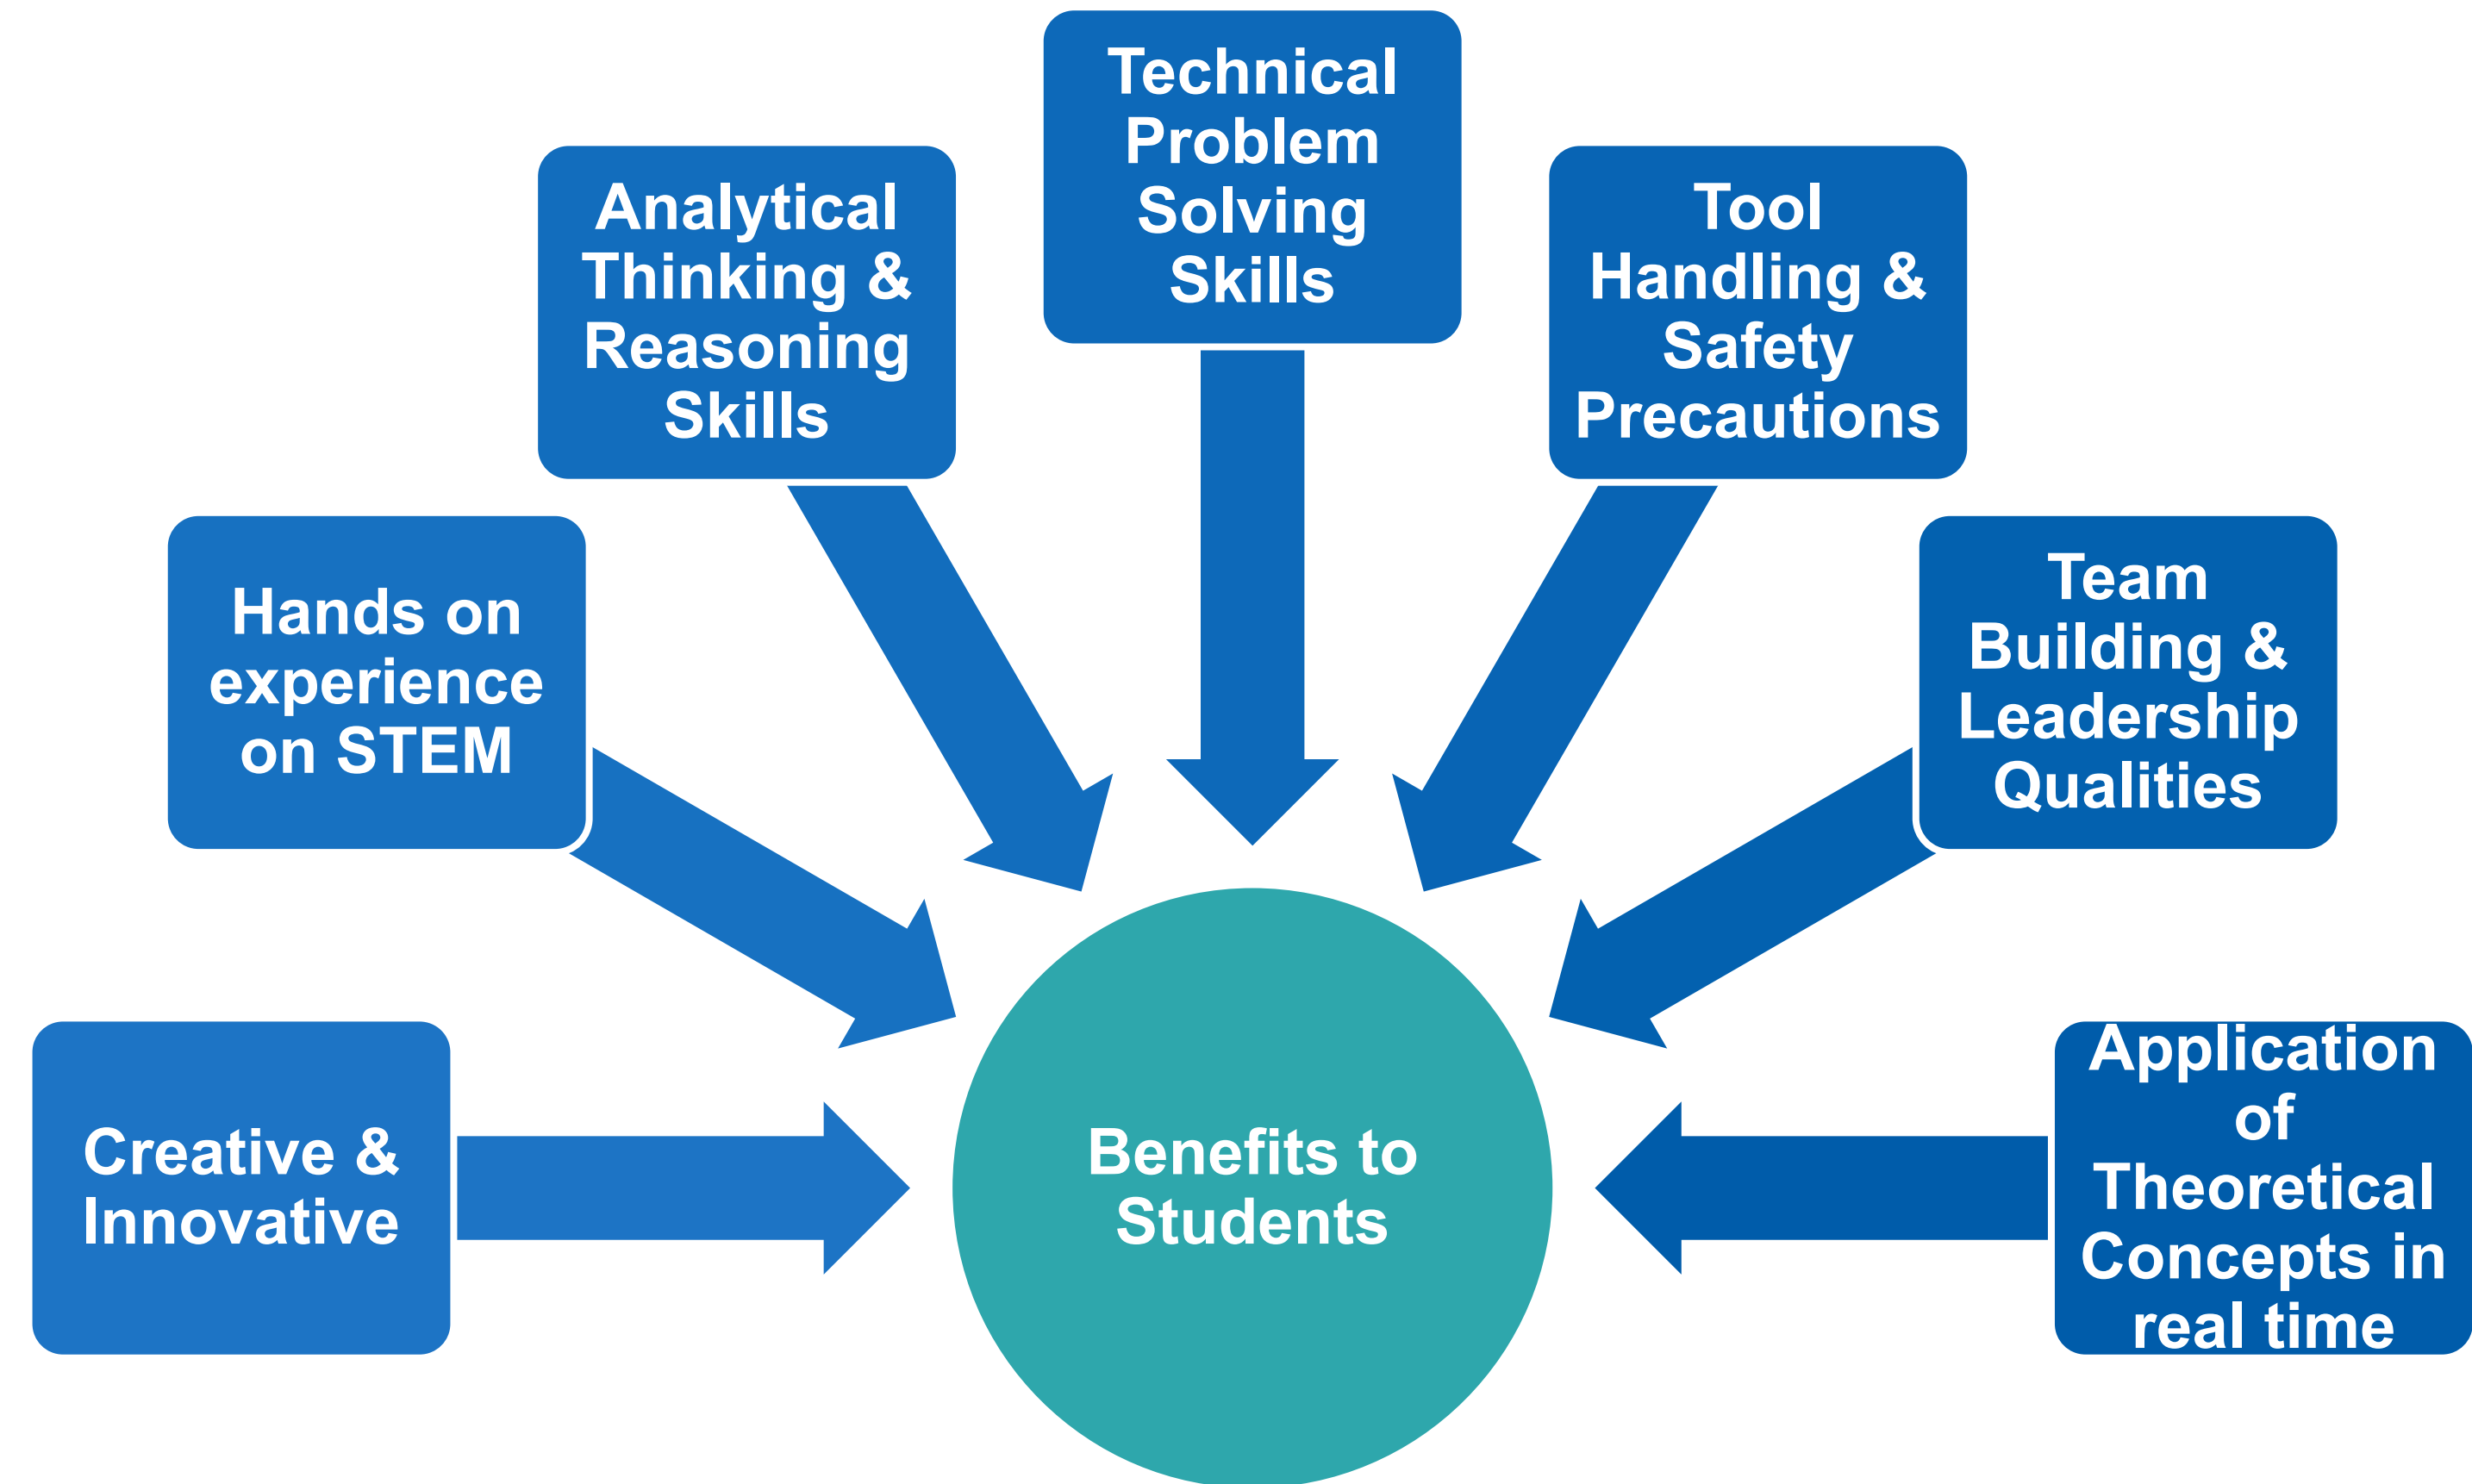 Technical
Problem
Solving
Skills
Analytical
Thinking &
Reasoning
Skills
Tool
Handling &
Safety
Precautions
Hands on
experience
on STEM
Team
Building &
Leadership
Qualities
Creative &
Innovative
Benefits to
Students
Application
of
Theoretical
Concepts in
real time